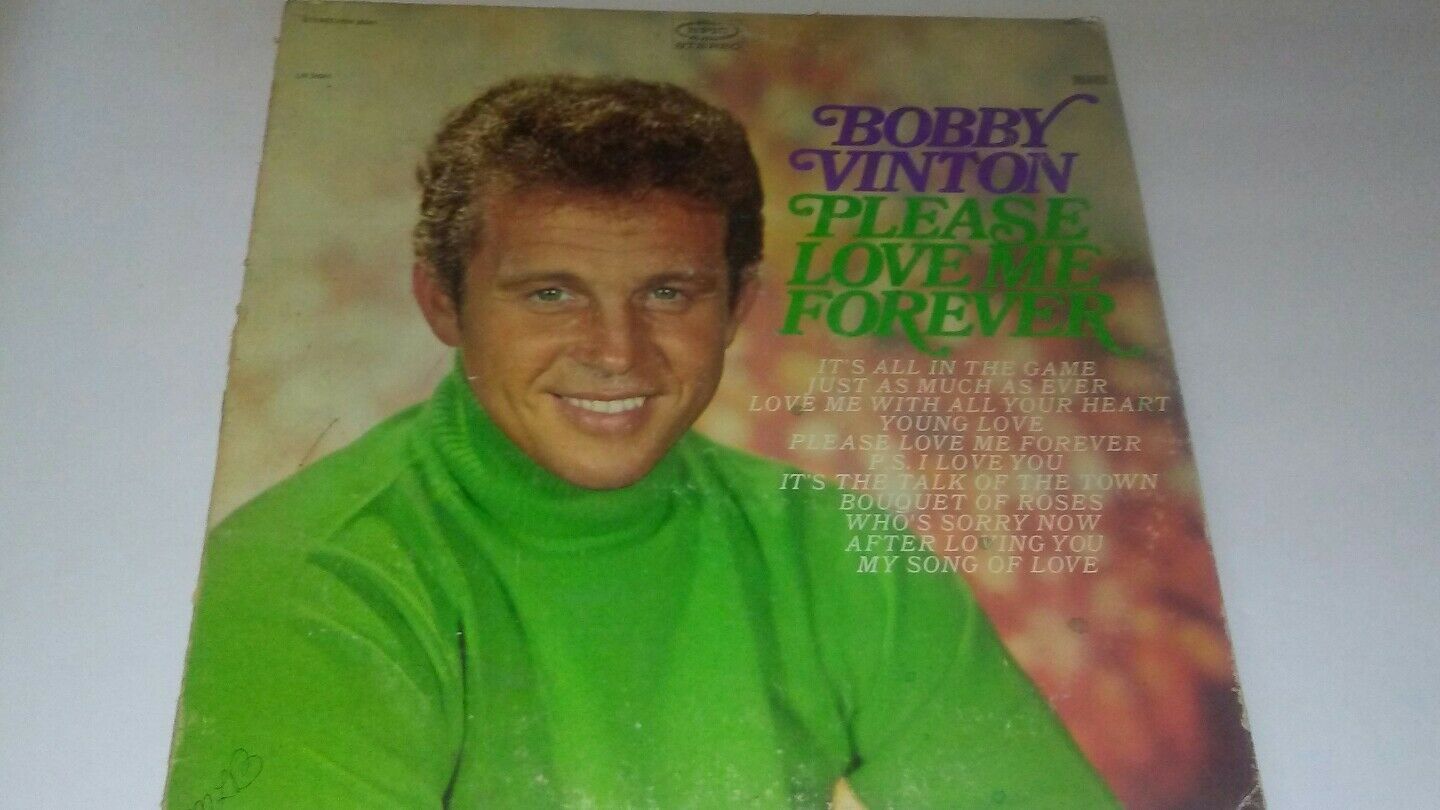 EPIC
STEREO
BOBBY
VINTON
PLEASE
LOVE ME
FOREVER
IT'S ALL IN THE GAME
JUST AS MUCH AS EVER
LOVE ME WITH ALL YOUR HEART
YOUNG LOVE
PLEASE LOVE ME FOREVER
P.S. I LOVE YOU
IT'S THE TALK OF THE TOWN
BOUQUET OF ROSES
WHO'S SORRY NOW
AFTER LOVING YOU
MY SONG OF LOVE